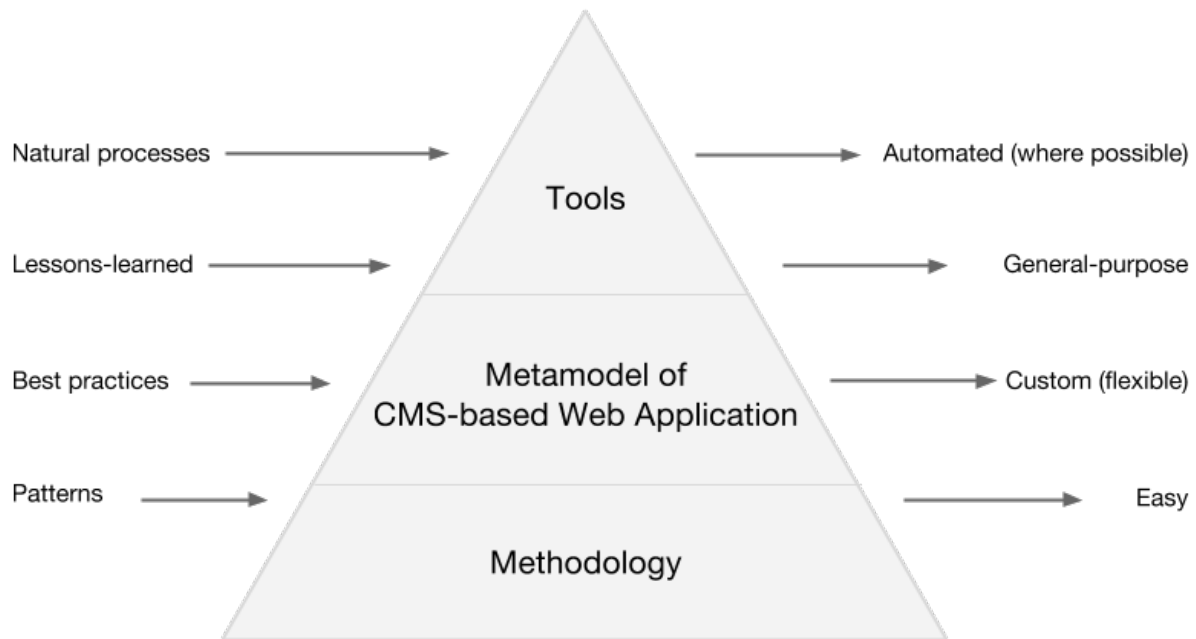 Natural processes
Automated (where possible)
Tools
Lessons-learned
General-purpose
Metamodel of
CMS-based Web Application
Best practices
Custom (flexible)
Patterns
Easy
Methodology